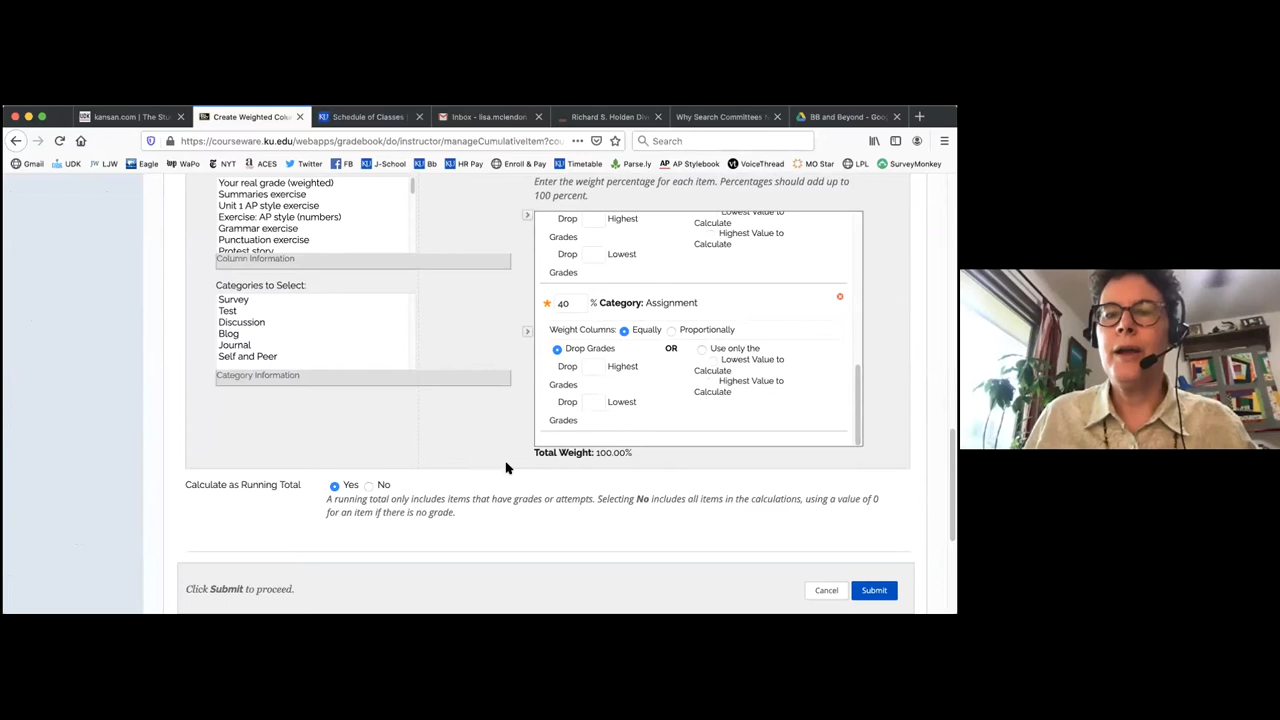 kansan.com | The Stu
Create Weighted Colu
Schedule of Classes
Inbox - lisa.mclendon
Richard S. Holden Div
Why Search Committees N
BB and Beyond - Goo
https://courseware.ku.edu/webapps/gradebook/do/instructor/manageCumulativeItem?cou
Search
Gmail
UDK
LJW
Eagle
WaPo
NYT
ACES
Twitter
FB
J-School
Bb
HR Pay
Enroll & Pay
Timetable
Parse.ly
AP Stylebook
VoiceThread
MO Star
LPL
SurveyMonkey
Your real grade (weighted)
Summaries exercise
Unit 1 AP style exercise
Exercise: AP style (numbers)
Grammar exercise
Punctuation exercise
Protest story
Column Information
Categories to Select:
Survey
Test
Discussion
Blog
Journal
Self and Peer
Category Information
Enter the weight percentage for each item. Percentages should add up to
100 percent.
Drop Highest
Grades
Drop Lowest
Grades
Lowest Value to
Calculate
Highest Value to
Calculate
40 % Category: Assignment
Weight Columns: Equally Proportionally
Drop Grades OR Use only the
Drop Highest
Grades
Drop Lowest
Grades
Lowest Value to
Calculate
Highest Value to
Calculate
Total Weight: 100.00%
Calculate as Running Total Yes No
A running total only includes items that have grades or attempts. Selecting No includes all items in the calculations, using a value of 0
for an item if there is no grade.
Click Submit to proceed.
Cancel
Submit